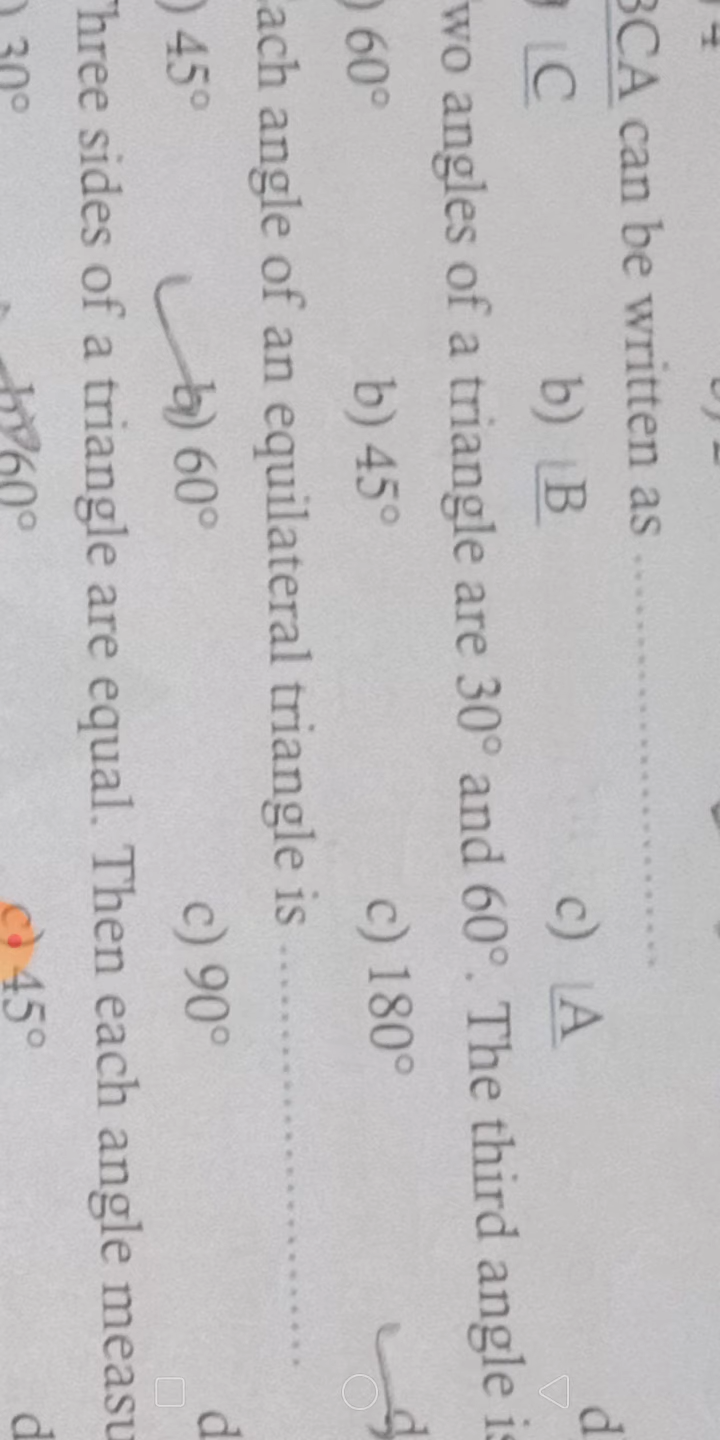 BCA can be written as ....................
∟C b) ∟B c) ∟A d
wo angles of a triangle are 30° and 60°. The third angle is
) 60° b) 45° c) 180° d
ach angle of an equilateral triangle is ....................
) 45° b) 60° c) 90° d
hree sides of a triangle are equal. Then each angle measu
) 30° b) 60° c) 45° d